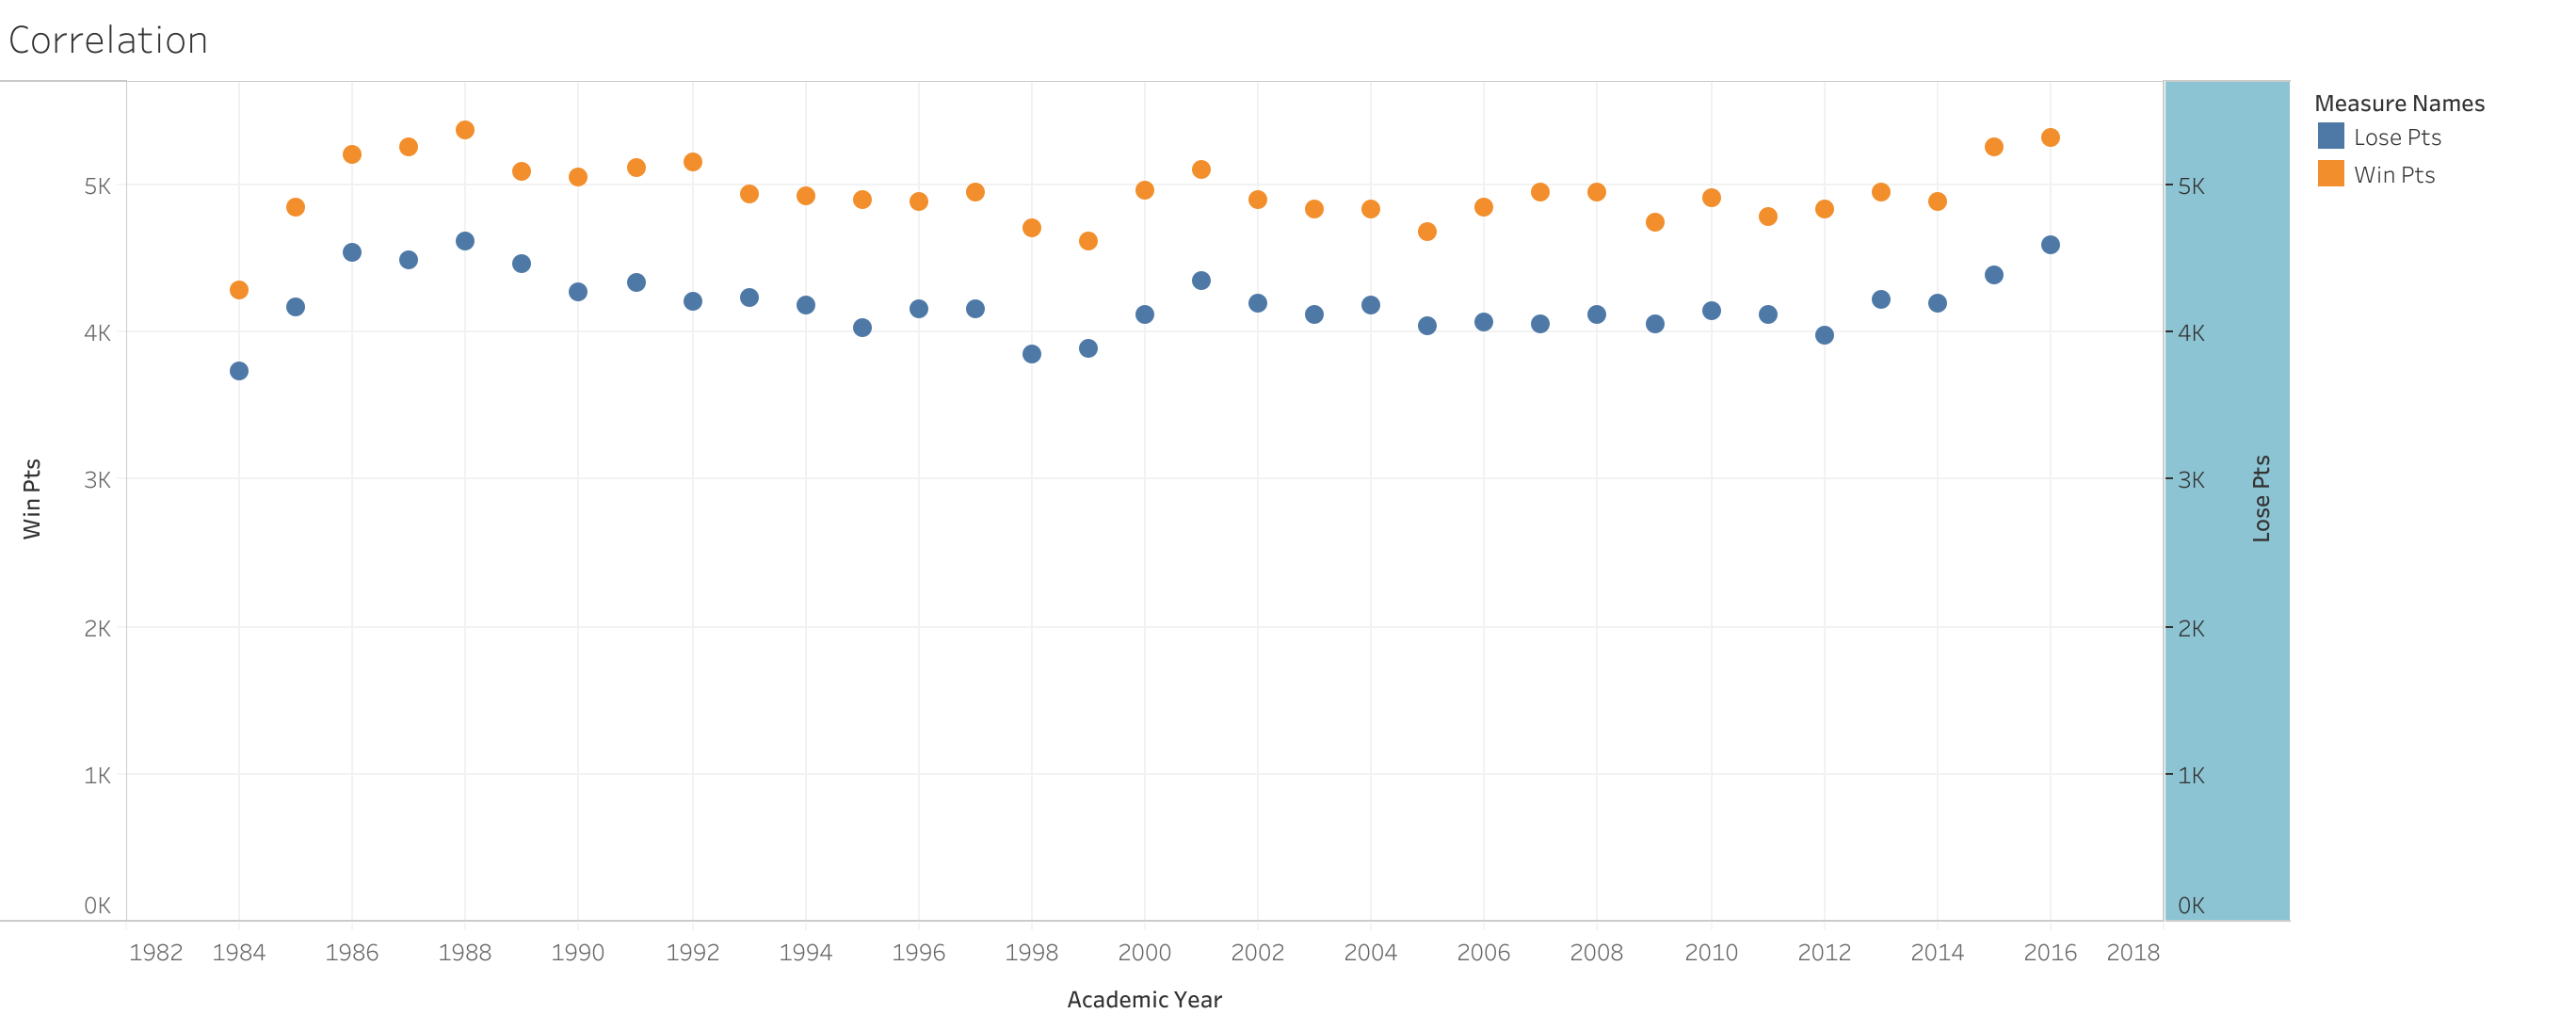 Correlation
Measure Names
Lose Pts
Win Pts
5K
4K
3K
2K
1K
0K
Win Pts
5K
4K
3K
2K
1K
0K
Lose Pts
1982 1984 1986 1988 1990 1992 1994 1996 1998 2000 2002 2004 2006 2008 2010 2012 2014 2016 2018
Academic Year